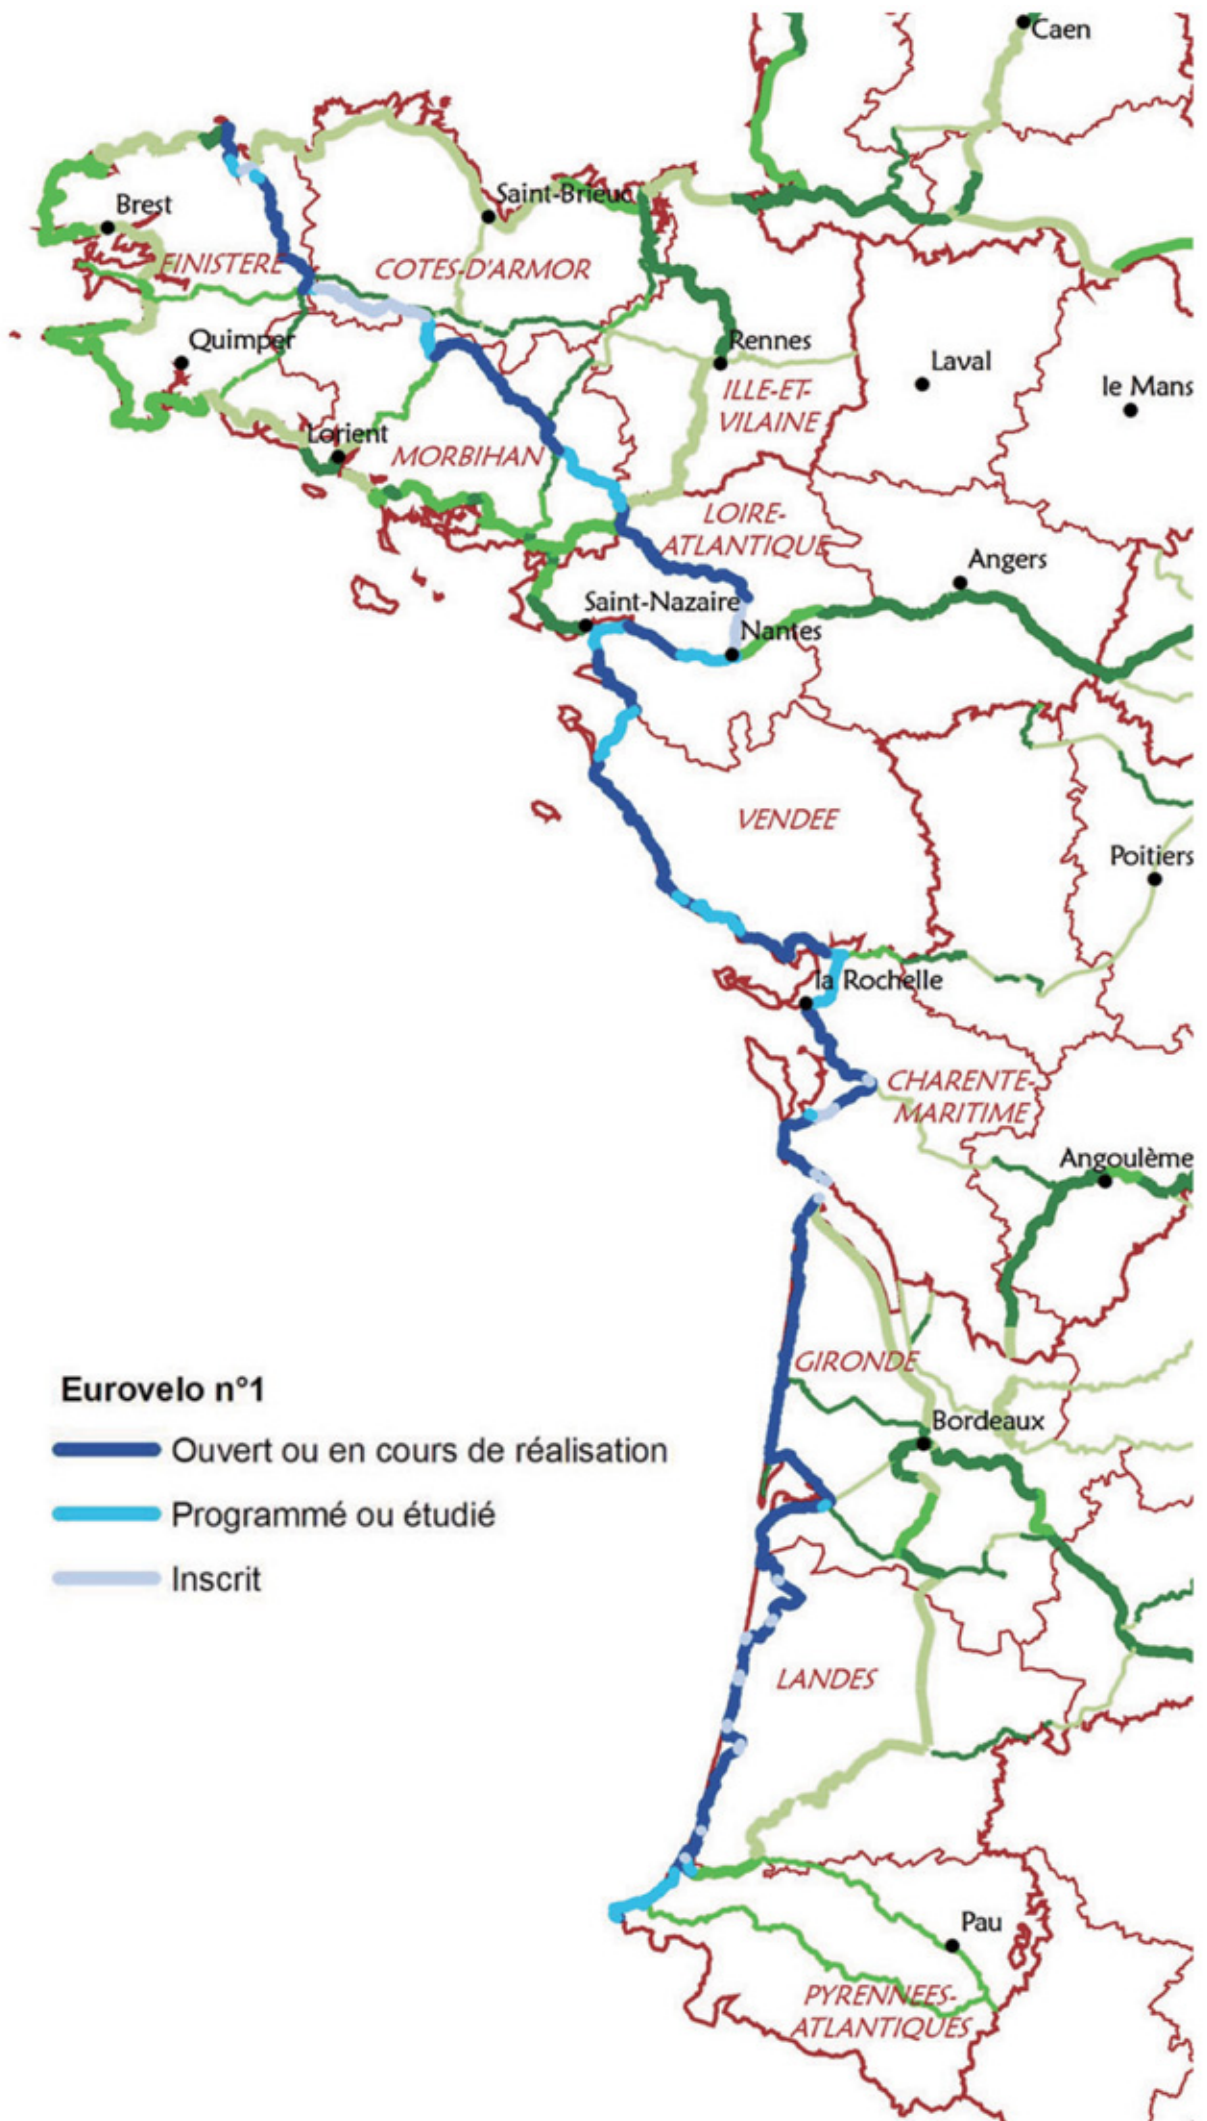 Caen
Brest
Saint-Brieuc
FINISTERE
COTES-D'ARMOR
Quimper
Rennes
Laval
le Mans
ILLE-ET-
VILAINE
Lorient
MORBIHAN
LOIRE-
ATLANTIQUE
Angers
Saint-Nazaire
Nantes
VENDEE
Poitiers
la Rochelle
CHARENTE-
MARITIME
Angoulème
GIRONDE
Bordeaux
Eurovelo n°1
Ouvert ou en cours de réalisation
Programmé ou étudié
Inscrit
LANDES
Pau
PYRENNEES-
ATLANTIQUES